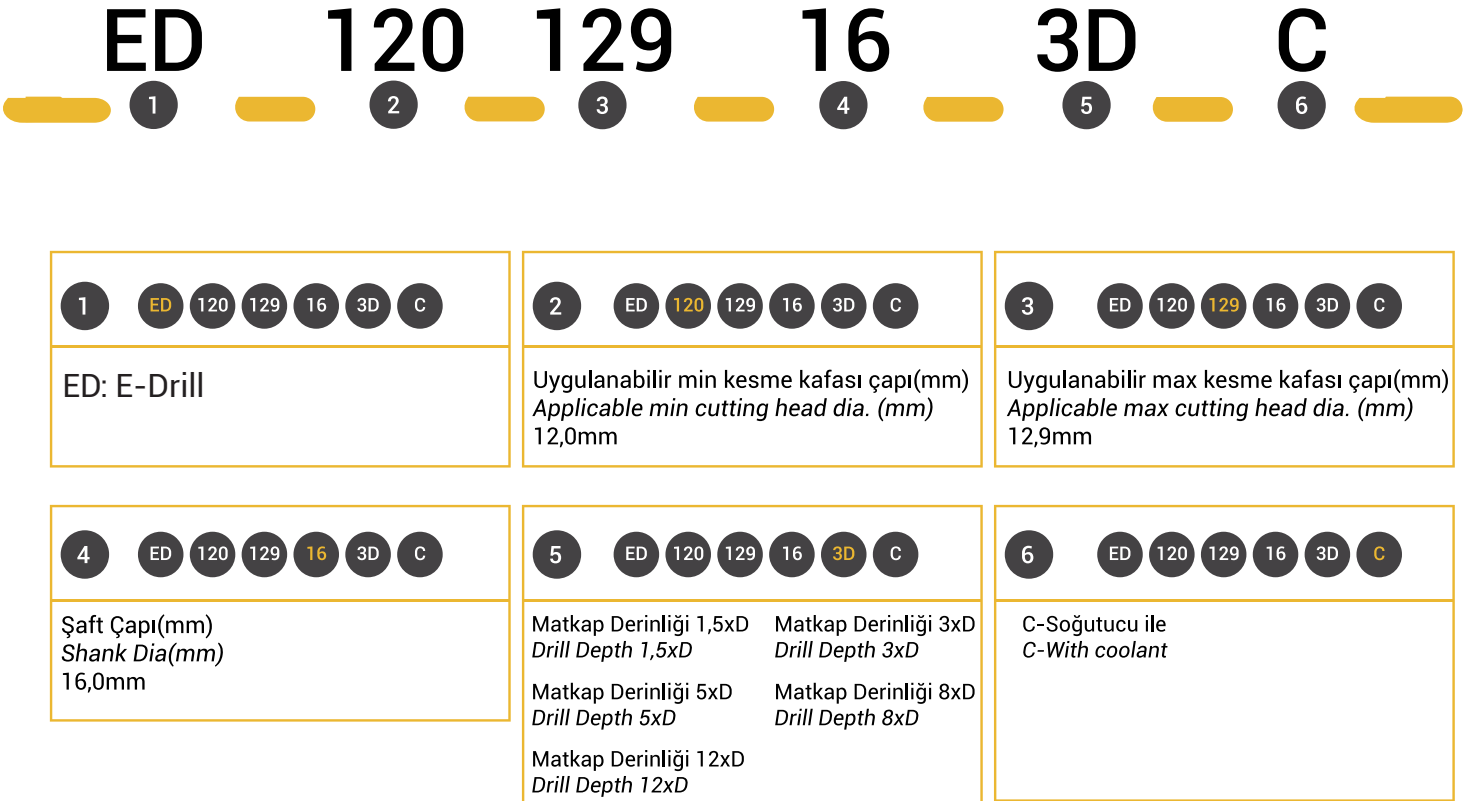 ED 120 129 16 3D C
1 2 3 4 5 6
1 ED 120 129 16 3D C
ED: E-Drill
2 ED 120 129 16 3D C
Uygulanabilir min kesme kafası çapı(mm)
Applicable min cutting head dia. (mm)
12,0mm
3 ED 120 129 16 3D C
Uygulanabilir max kesme kafası çapı(mm)
Applicable max cutting head dia. (mm)
12,9mm
4 ED 120 129 16 3D C
Şaft Çapı(mm)
Shank Dia(mm)
16,0mm
5 ED 120 129 16 3D C
Matkap Derinliği 1,5xD
Drill Depth 1,5xD
Matkap Derinliği 3xD
Drill Depth 3xD
Matkap Derinliği 5xD
Drill Depth 5xD
Matkap Derinliği 8xD
Drill Depth 8xD
Matkap Derinliği 12xD
Drill Depth 12xD
6 ED 120 129 16 3D C
C-Soğutucu ile
C-With coolant